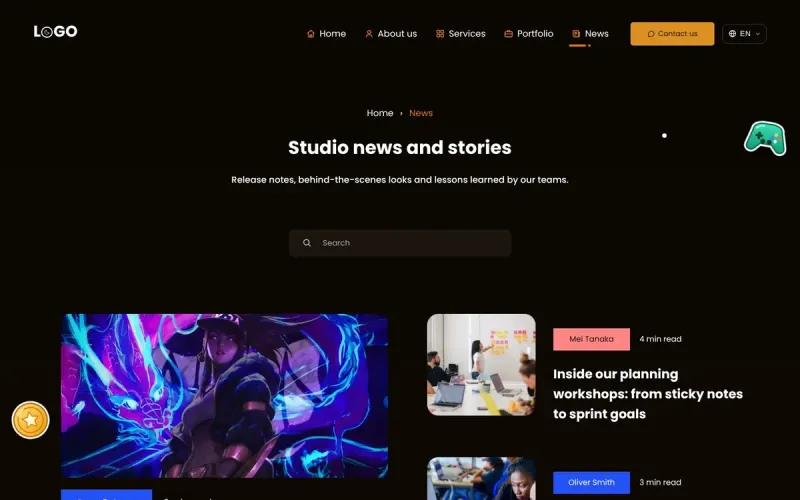 LOGO
Home
About us
Services
Portfolio
News
Contact us
EN
Home › News
Studio news and stories
Release notes, behind-the-scenes looks and lessons learned by our teams.
Search
Mei Tanaka
4 min read
Inside our planning
workshops: from sticky notes
to sprint goals
Oliver Smith
3 min read